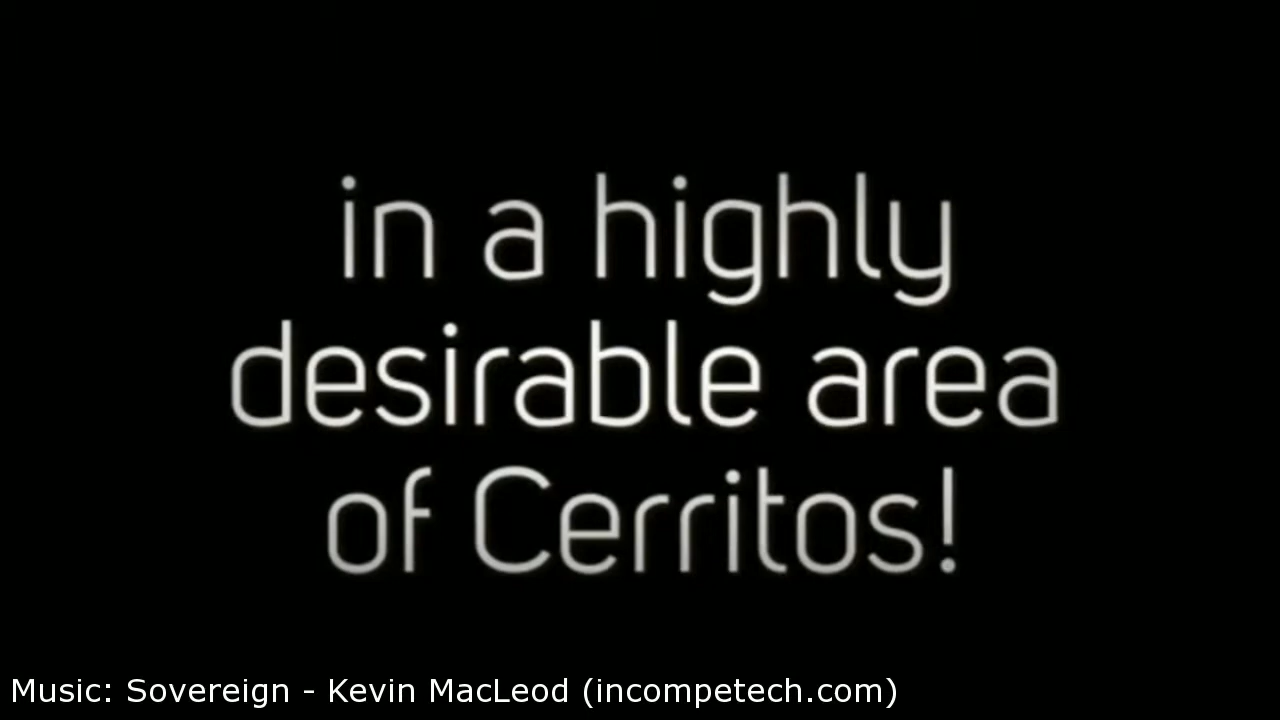 in a highly
desirable area
of Cerritos!
Music: Sovereign - Kevin MacLeod (incompetech.com)